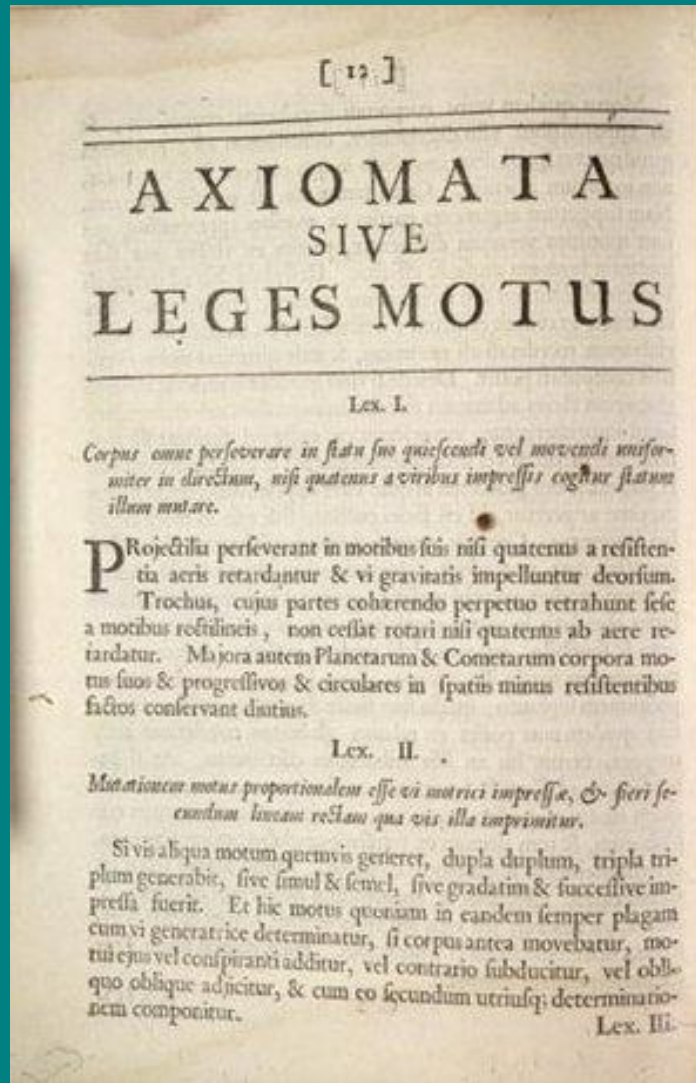 [ 12 ]
AXIOMATA
SIVE
LEGES MOTUS
Lex. I.
Corpus omne perſeverare in ſtatu ſuo quieſcendi vel movendi unifor-
miter in directum, niſi quatenus a viribus impreſſis cogitur ſtatum
illum mutare.
PRojectilia perſeverant in motibus ſuis niſi quatenus a reſiſten-
tia aeris retardantur & vi gravitatis impelluntur deorſum.
Trochus, cujus partes cohærendo perpetuo retrahunt ſeſe
a motibus rectilineis, non ceſſat rotari niſi quatenus ab aere re-
tardatur. Majora autem Planetarum & Cometarum corpora mo-
tus ſuos & progreſſivos & circulares in ſpatiis minus reſiſtentibus
factos conſervant diutius.
Lex. II.
Mutationem motus proportionalem eſſe vi motrici impreſſæ, & fieri ſe-
cundum lineam rectam qua vis illa imprimitur.
Si vis aliqua motum quemvis generet, dupla duplum, tripla tri-
plum generabit, ſive ſimul & ſemel, ſive gradatim & ſucceſſive im-
preſſa fuerit. Et hic motus quoniam in eandem ſemper plagam
cum vi generatrice determinatur, ſi corpus antea movebatur, mo-
tui ejus vel conſpiranti additur, vel contrario ſubducitur, vel obli-
quo oblique adjicitur, & cum eo ſecundum utriuſq; determinatio-
nem componitur.
Lex. III.